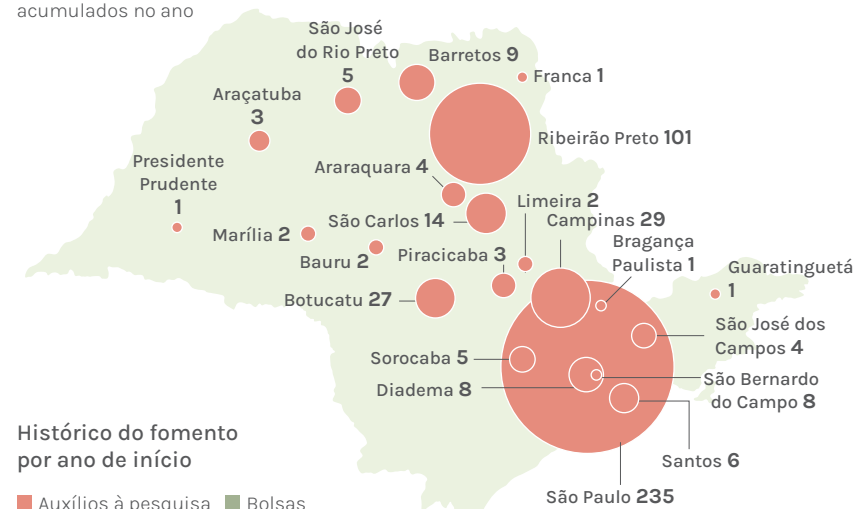 acumulados no ano
São José
do Rio Preto
5
Barretos 9
Franca 1
Araçatuba
3
Ribeirão Preto 101
Presidente
Prudente
1
Araraquara 4
Limeira 2
São Carlos 14
Campinas 29
Marília 2
Bragança
Paulista 1
Bauru 2
Piracicaba 3
Guaratinguetá
1
Botucatu 27
São José dos
Campos 4
Sorocaba 5
Diadema 8
São Bernardo
do Campo 8
Santos 6
São Paulo 235
Histórico do fomento
por ano de início
Auxílios à pesquisa
Bolsas